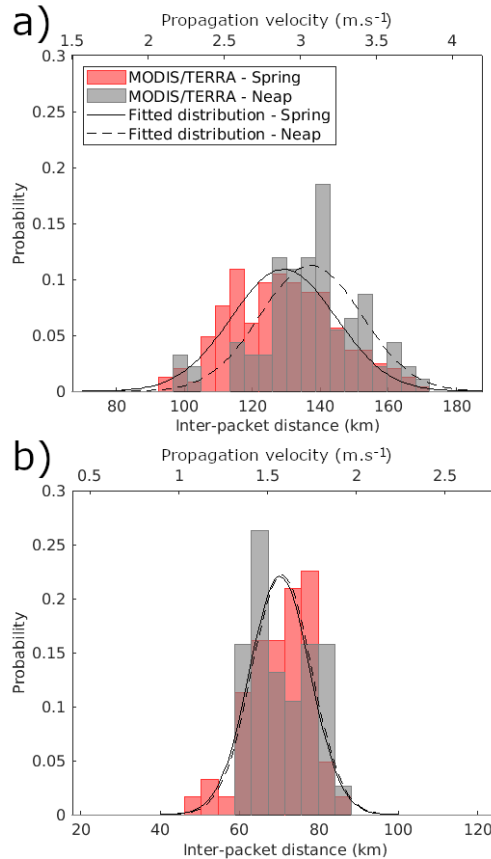 a)
Propagation velocity (m.s-1)
1.5 2 2.5 3 3.5 4
0.3
0.25
0.2
0.15
0.1
0.05
0
Probability
MODIS/TERRA - Spring
MODIS/TERRA - Neap
Fitted distribution - Spring
Fitted distribution - Neap
80 100 120 140 160 180
Inter-packet distance (km)
b)
Propagation velocity (m.s-1)
0.5 1 1.5 2 2.5
0.3
0.25
0.2
0.15
0.1
0.05
0
Probability
20 40 60 80 100 120
Inter-packet distance (km)